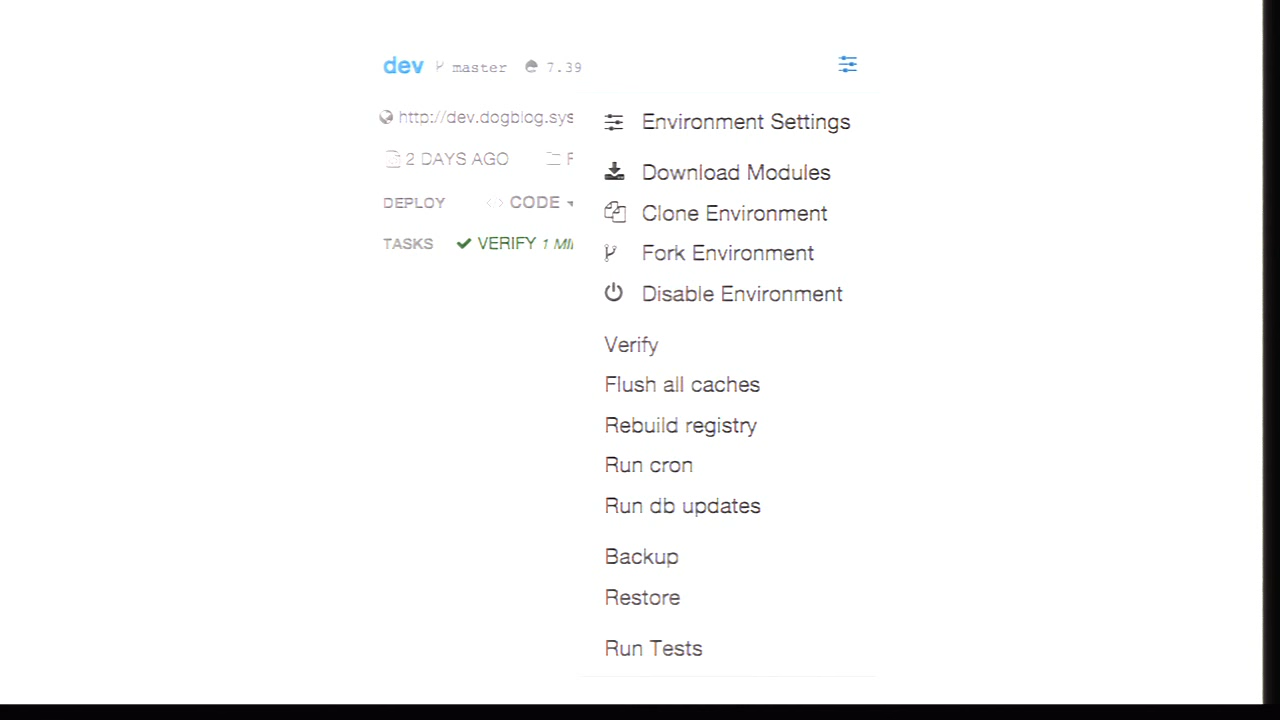 dev master 7.39
http://dev.dogblog.sys
2 DAYS AGO F
DEPLOY CODE
TASKS VERIFY 1 MI
Environment Settings
Download Modules
Clone Environment
Fork Environment
Disable Environment
Verify
Flush all caches
Rebuild registry
Run cron
Run db updates
Backup
Restore
Run Tests